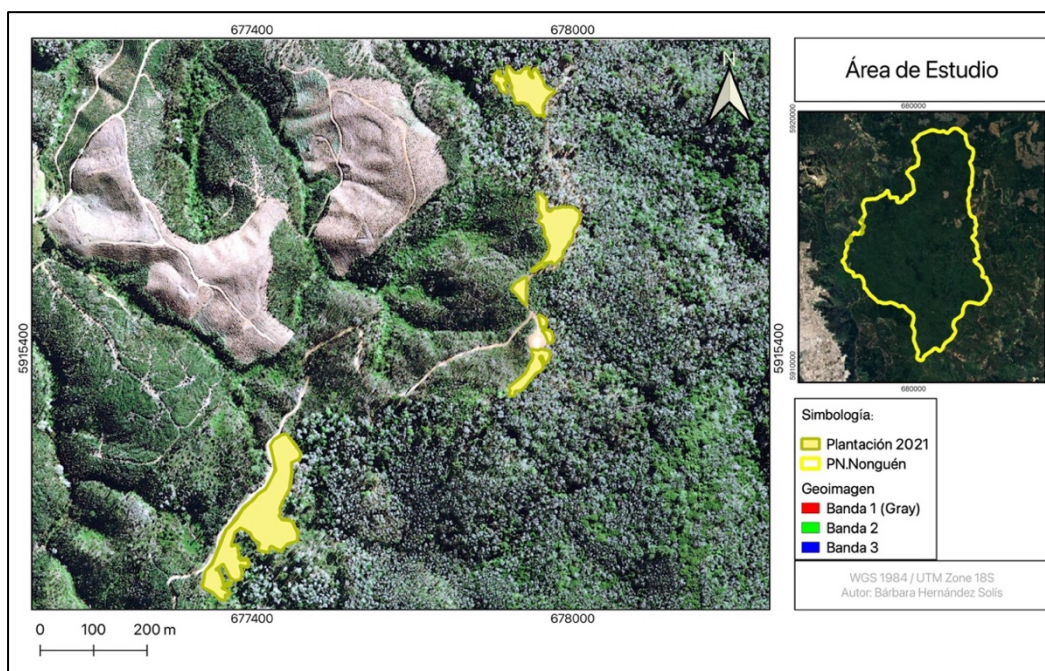 677400
678000
5915400
5915400
677400
678000
0
100
200 m
N
Área de Estudio
680000
5920000
5910000
680000
Simbología:
Plantación 2021
PN.Nonguén
Geoimagen
Banda 1 (Gray)
Banda 2
Banda 3
WGS 1984 / UTM Zone 18S
Autor: Bárbara Hernández Solís